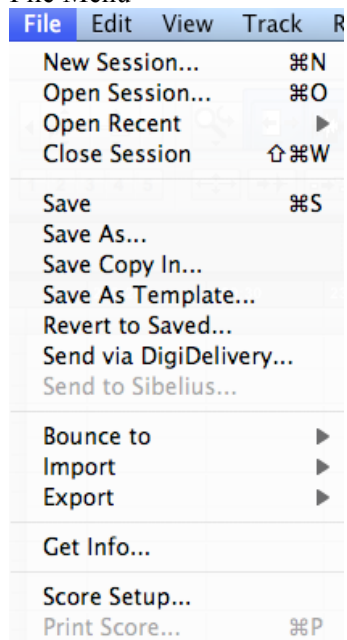 File Edit View Track R
New Session... ⌘N
Open Session... ⌘O
Open Recent ▶
Close Session ⇧⌘W
Save ⌘S
Save As...
Save Copy In...
Save As Template...
Revert to Saved...
Send via DigiDelivery...
Send to Sibelius...
Bounce to ▶
Import ▶
Export ▶
Get Info...
Score Setup...
Print Score... ⌘P